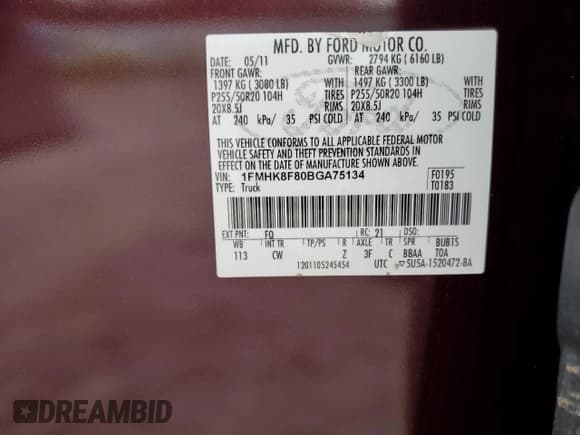 MFD. BY FORD MOTOR CO.
DATE: 05/11 GVWR: 2794 KG ( 6160 LB)
FRONT GAWR: REAR GAWR:
1397 KG ( 3080 LB) WITH 1497 KG ( 3300 LB) WITH
P255/50R20 104H TIRES P255/50R20 104H TIRES
20X8.5J RIMS 20X8.5J RIMS
AT 240 kPa/ 35 PSI COLD AT 240 kPa/ 35 PSI COLD
THIS VEHICLE CONFORMS TO ALL APPLICABLE FEDERAL MOTOR
VEHICLE SAFETY AND THEFT PREVENTION STANDARDS IN
EFFECT ON THE DATE OF MANUFACTURE SHOWN ABOVE.
VIN: 1FMHK8F80BGA75134 F0195
TYPE: Truck T0183
EXT PNT: FQ RC: 21 DSO:
WB INT TR TP/PS R AXLE TR SPR BUBTS
113 CW Z 3F C BBAA TOA
1201105245454 UTC ▽5U5A-1520472-BA
DREAMBID